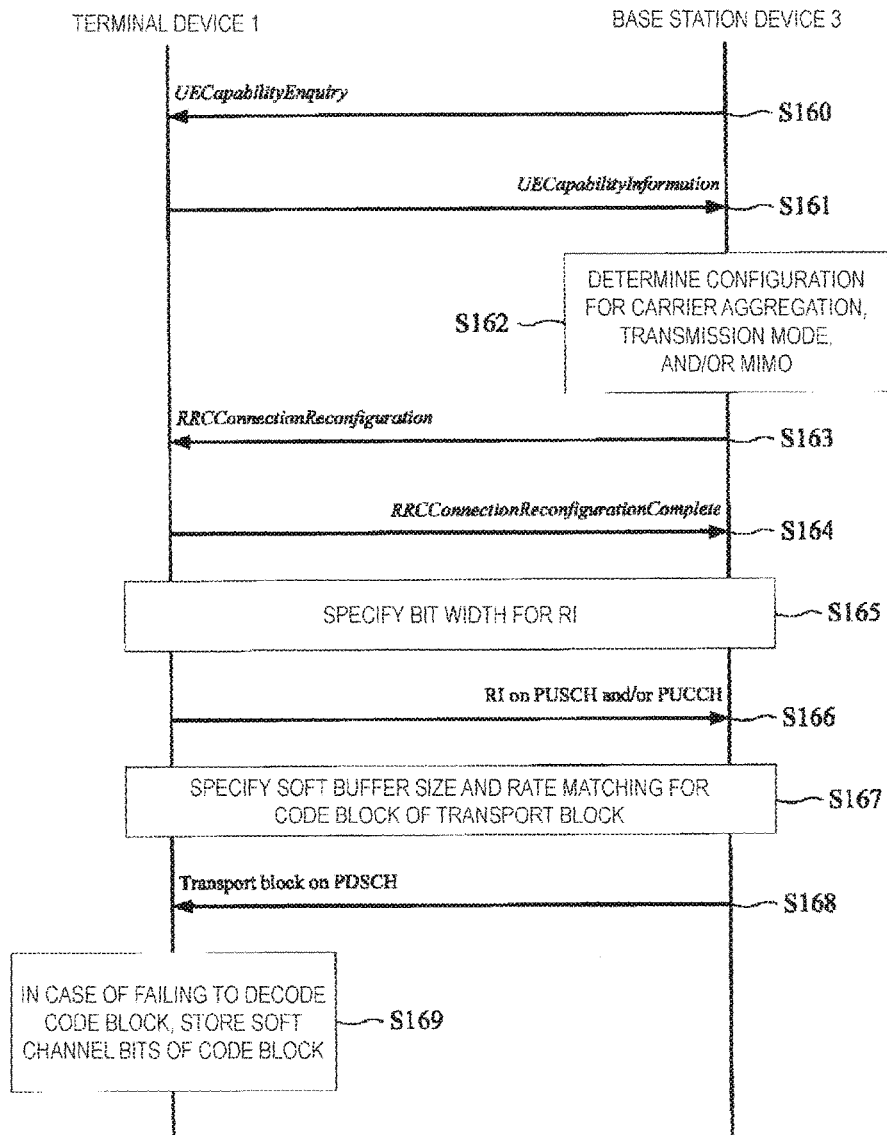 TERMINAL DEVICE 1
BASE STATION DEVICE 3
UECapabilityEnquiry
S160
UECapabilityInformation
S161
DETERMINE CONFIGURATION
FOR CARRIER AGGREGATION,
TRANSMISSION MODE,
AND/OR MIMO
S162
RRCConnectionReconfiguration
S163
RRCConnectionReconfigurationComplete
S164
SPECIFY BIT WIDTH FOR RI
S165
RI on PUSCH and/or PUCCH
S166
SPECIFY SOFT BUFFER SIZE AND RATE MATCHING FOR
CODE BLOCK OF TRANSPORT BLOCK
S167
Transport block on PDSCH
S168
IN CASE OF FAILING TO DECODE
CODE BLOCK, STORE SOFT
CHANNEL BITS OF CODE BLOCK
S169